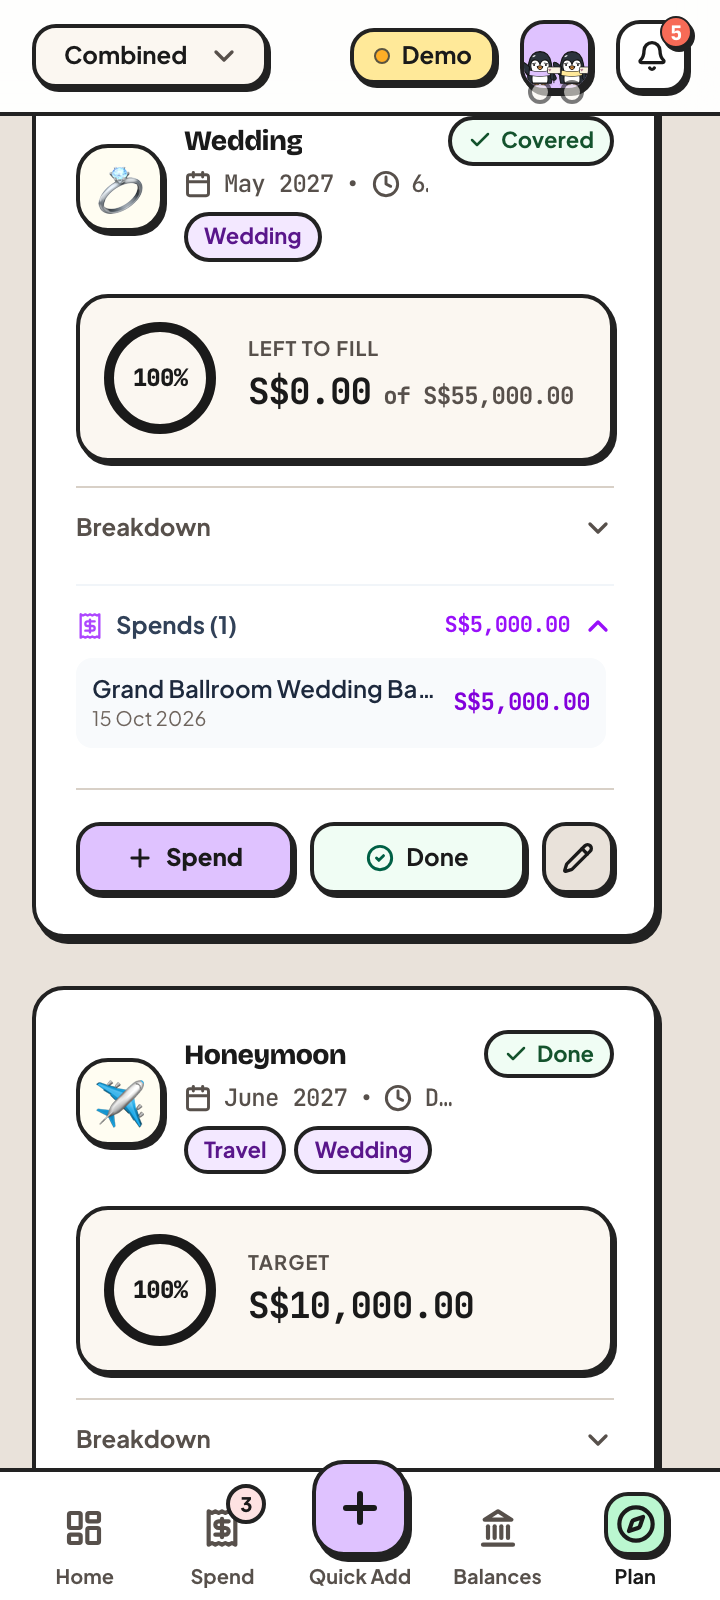 Combined
Demo
5
Wedding
Covered
May 2027 • 6.
Wedding
100%
LEFT TO FILL
S$0.00 of S$55,000.00
Breakdown
Spends (1)
S$5,000.00
Grand Ballroom Wedding Ba...
S$5,000.00
15 Oct 2026
+ Spend
Done
Honeymoon
Done
June 2027 • D...
Travel
Wedding
100%
TARGET
S$10,000.00
Breakdown
3
Home
Spend
Quick Add
Balances
Plan